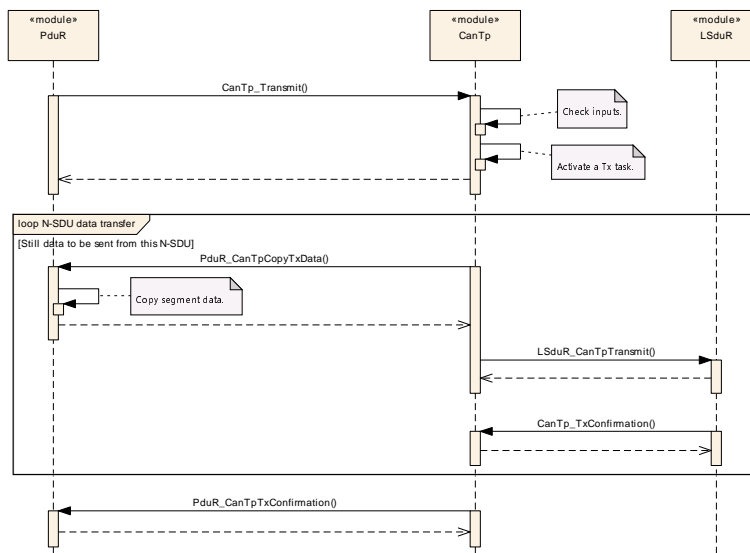 «module»
PduR
«module»
CanTp
«module»
LSduR
CanTp_Transmit()
Check inputs.
Activate a Tx task.
loop N-SDU data transfer
[Still data to be sent from this N-SDU]
PduR_CanTpCopyTxData()
Copy segment data.
LSduR_CanTpTransmit()
CanTp_TxConfirmation()
PduR_CanTpTxConfirmation()